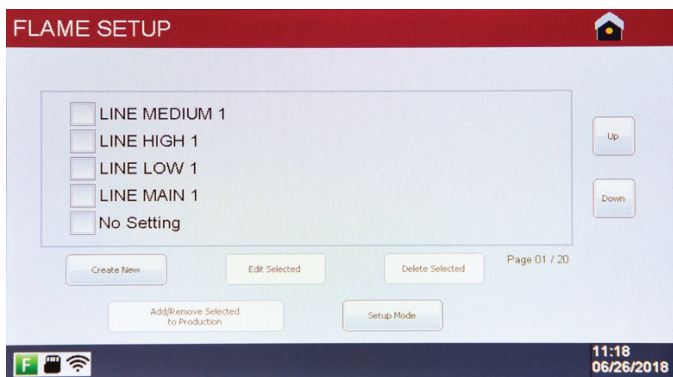 FLAME SETUP
LINE MEDIUM 1
LINE HIGH 1
LINE LOW 1
LINE MAIN 1
No Setting
Up
Down
Create New
Edit Selected
Delete Selected
Page 01 / 20
Add/Remove Selected
to Production
Setup Mode
F
11:18
06/26/2018